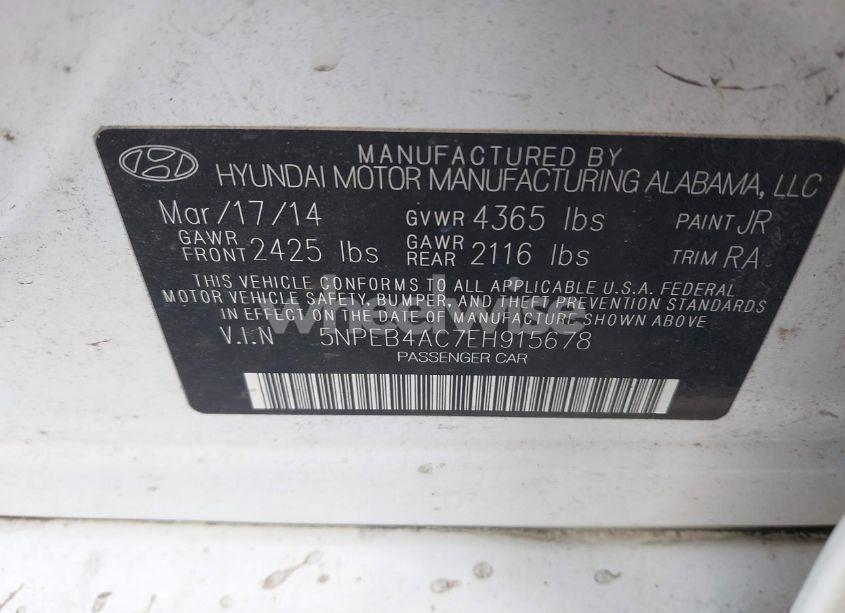 MANUFACTURED BY
HYUNDAI MOTOR MANUFACTURING ALABAMA, LLC
Mar/17/14 GVWR 4365 lbs PAINT JR
GAWR FRONT 2425 lbs GAWR REAR 2116 lbs TRIM RA
THIS VEHICLE CONFORMS TO ALL APPLICABLE U.S.A. FEDERAL
MOTOR VEHICLE SAFETY, BUMPER, AND THEFT PREVENTION STANDARDS
IN EFFECT ON THE DATE OF MANUFACTURE SHOWN ABOVE
wheelwise
V.I.N 5NPEB4AC7EH915678
PASSENGER CAR